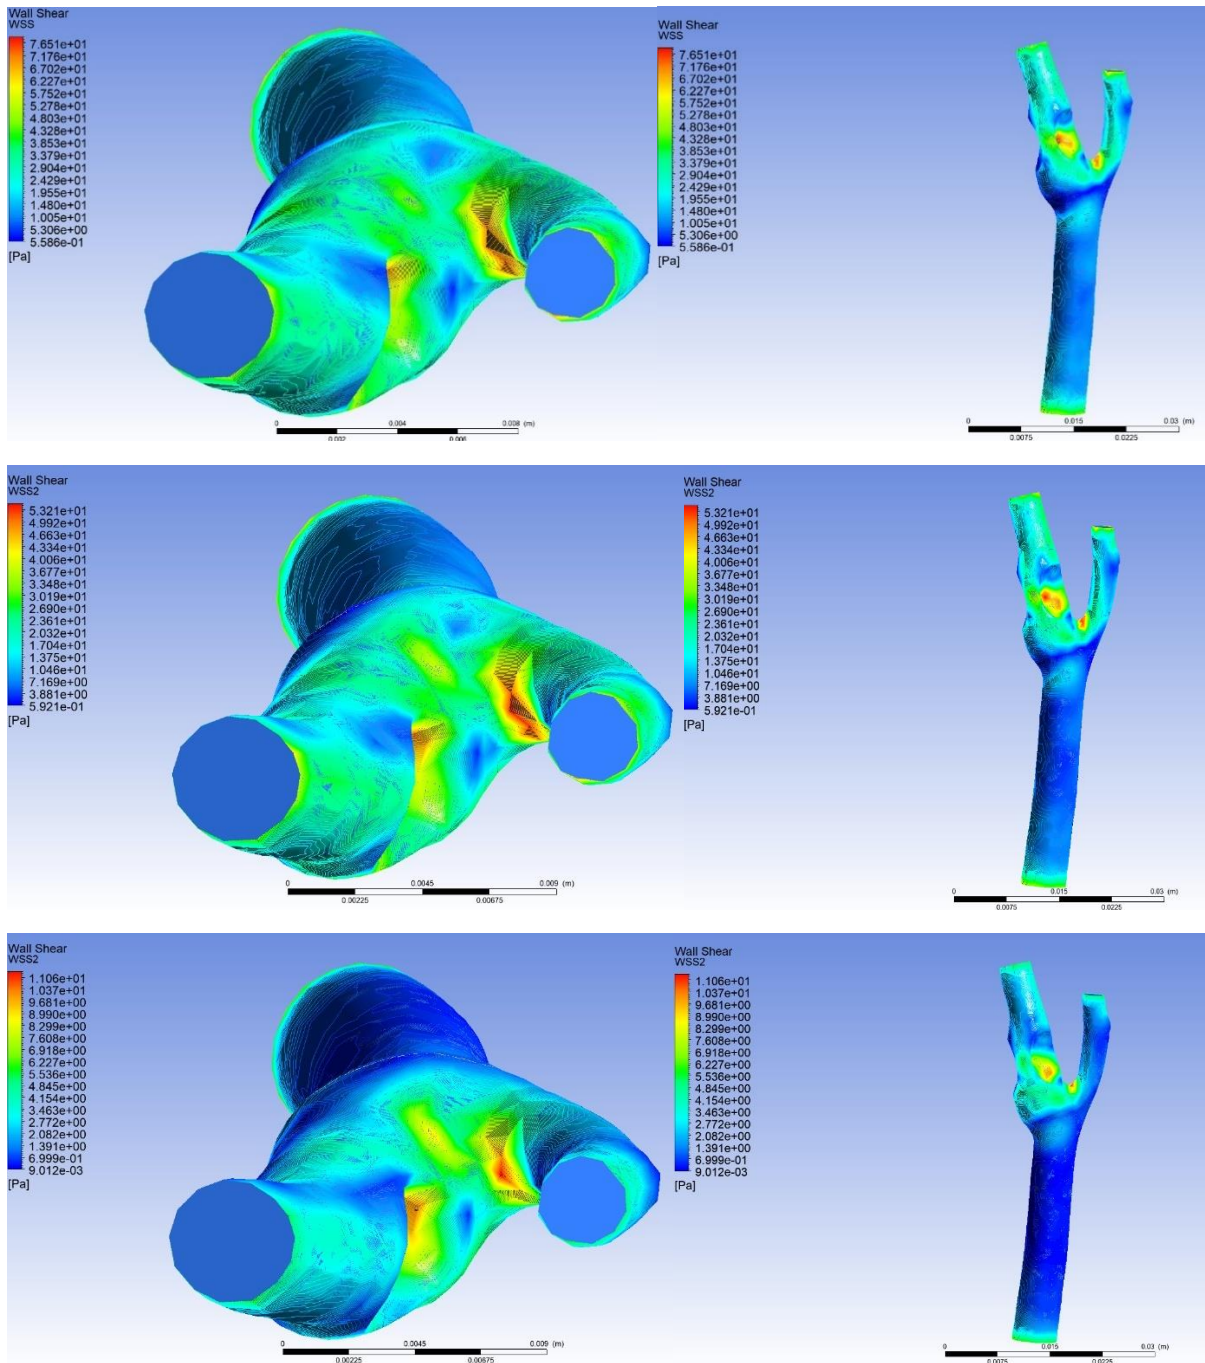 Wall Shear
WSS
7.651e+01
7.176e+01
6.702e+01
6.227e+01
5.752e+01
5.278e+01
4.803e+01
4.328e+01
3.853e+01
3.379e+01
2.904e+01
2.429e+01
1.955e+01
1.480e+01
1.005e+01
5.306e+00
5.586e-01
[Pa]
0 0.004 0.008 (m)
0.002 0.006
Wall Shear
WSS
7.651e+01
7.176e+01
6.702e+01
6.227e+01
5.752e+01
5.278e+01
4.803e+01
4.328e+01
3.853e+01
3.379e+01
2.904e+01
2.429e+01
1.955e+01
1.480e+01
1.005e+01
5.306e+00
5.586e-01
[Pa]
0 0.015 0.03 (m)
0.0075 0.0225
Wall Shear
WSS2
5.321e+01
4.992e+01
4.663e+01
4.334e+01
4.006e+01
3.677e+01
3.348e+01
3.019e+01
2.690e+01
2.361e+01
2.032e+01
1.704e+01
1.375e+01
1.046e+01
7.169e+00
3.881e+00
5.921e-01
[Pa]
0 0.0045 0.009 (m)
0.00225 0.00675
Wall Shear
WSS2
5.321e+01
4.992e+01
4.663e+01
4.334e+01
4.006e+01
3.677e+01
3.348e+01
3.019e+01
2.690e+01
2.361e+01
2.032e+01
1.704e+01
1.375e+01
1.046e+01
7.169e+00
3.881e+00
5.921e-01
[Pa]
0 0.015 0.03 (m)
0.0075 0.0225
Wall Shear
WSS2
1.106e+01
1.037e+01
9.681e+00
8.990e+00
8.299e+00
7.608e+00
6.918e+00
6.227e+00
5.536e+00
4.845e+00
4.154e+00
3.463e+00
2.772e+00
2.082e+00
1.391e+00
6.999e-01
9.012e-03
[Pa]
0 0.0045 0.009 (m)
0.00225 0.00675
Wall Shear
WSS2
1.106e+01
1.037e+01
9.681e+00
8.990e+00
8.299e+00
7.608e+00
6.918e+00
6.227e+00
5.536e+00
4.845e+00
4.154e+00
3.463e+00
2.772e+00
2.082e+00
1.391e+00
6.999e-01
9.012e-03
[Pa]
0 0.015 0.03 (m)
0.0075 0.0225